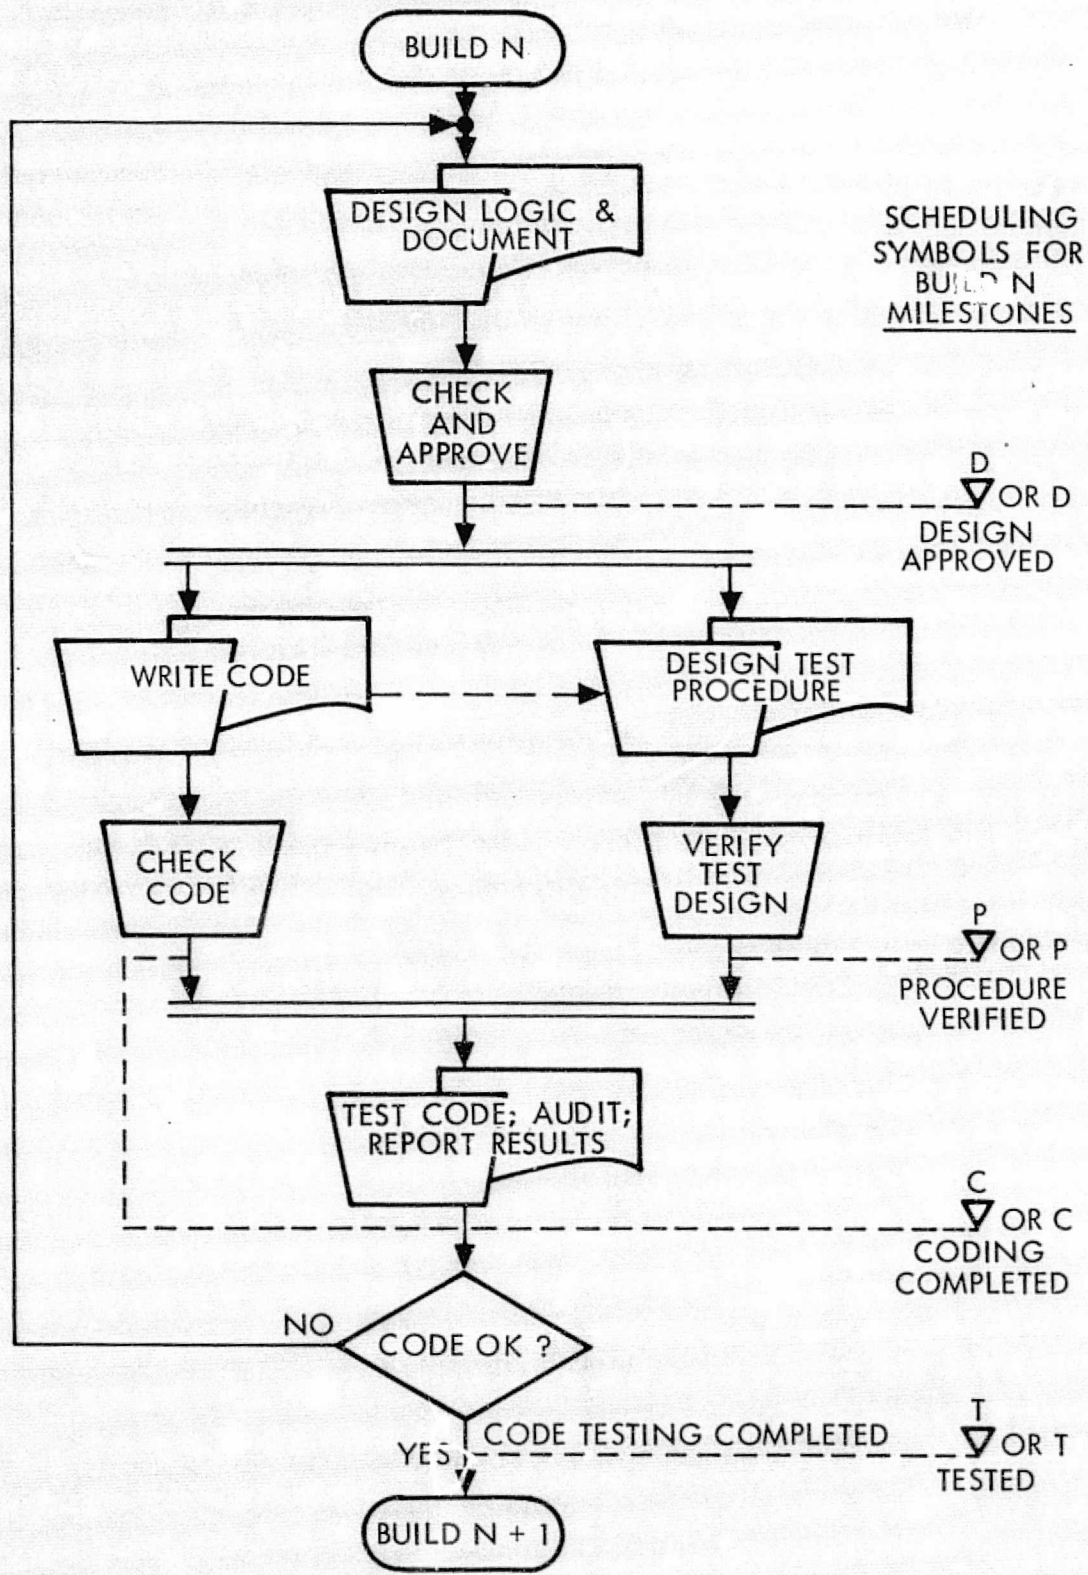 BUILD N
DESIGN LOGIC &
DOCUMENT
SCHEDULING
SYMBOLS FOR
BUILD N
MILESTONES
CHECK
AND
APPROVE
D
OR D
DESIGN
APPROVED
WRITE CODE
DESIGN TEST
PROCEDURE
CHECK
CODE
VERIFY
TEST
DESIGN
P
OR P
PROCEDURE
VERIFIED
TEST CODE; AUDIT;
REPORT RESULTS
C
OR C
CODING
COMPLETED
NO
CODE OK ?
YES
CODE TESTING COMPLETED
T
OR T
TESTED
BUILD N + 1